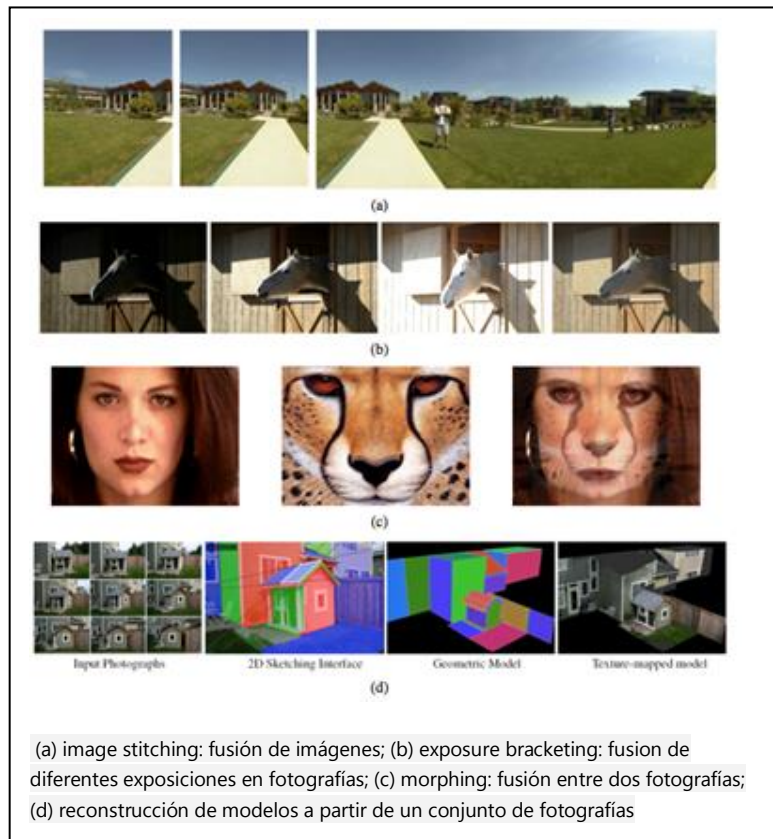 (a)
(b)
(c)
Input Photographs 2D Sketching Interface Geometric Model Texture-mapped model
(d)
(a) image stitching: fusión de imágenes; (b) exposure bracketing: fusion de
diferentes exposiciones en fotografías; (c) morphing: fusión entre dos fotografías;
(d) reconstrucción de modelos a partir de un conjunto de fotografías